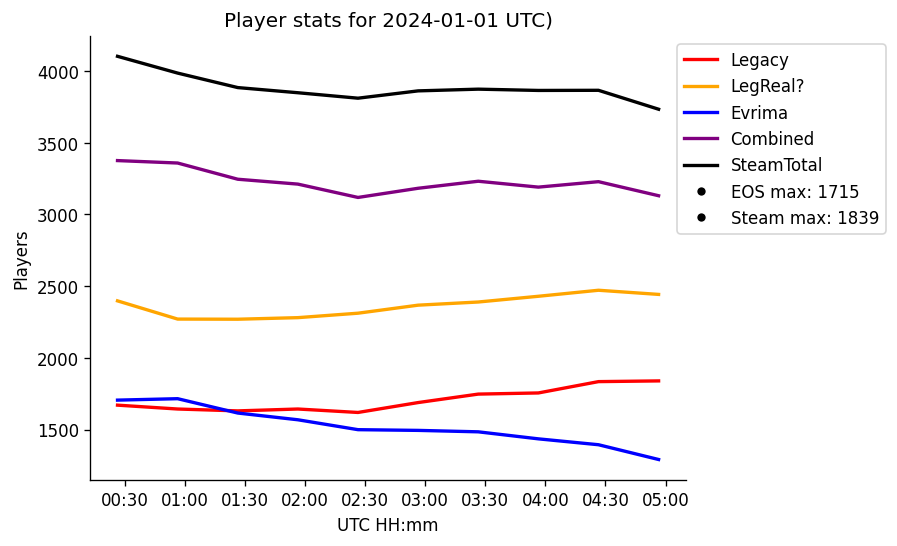 Player stats for 2024-01-01 UTC)
Legacy
LegReal?
Evrima
Combined
SteamTotal
EOS max: 1715
Steam max: 1839
4000
3500
3000
2500
2000
1500
Players
00:30 01:00 01:30 02:00 02:30 03:00 03:30 04:00 04:30 05:00
UTC HH:mm